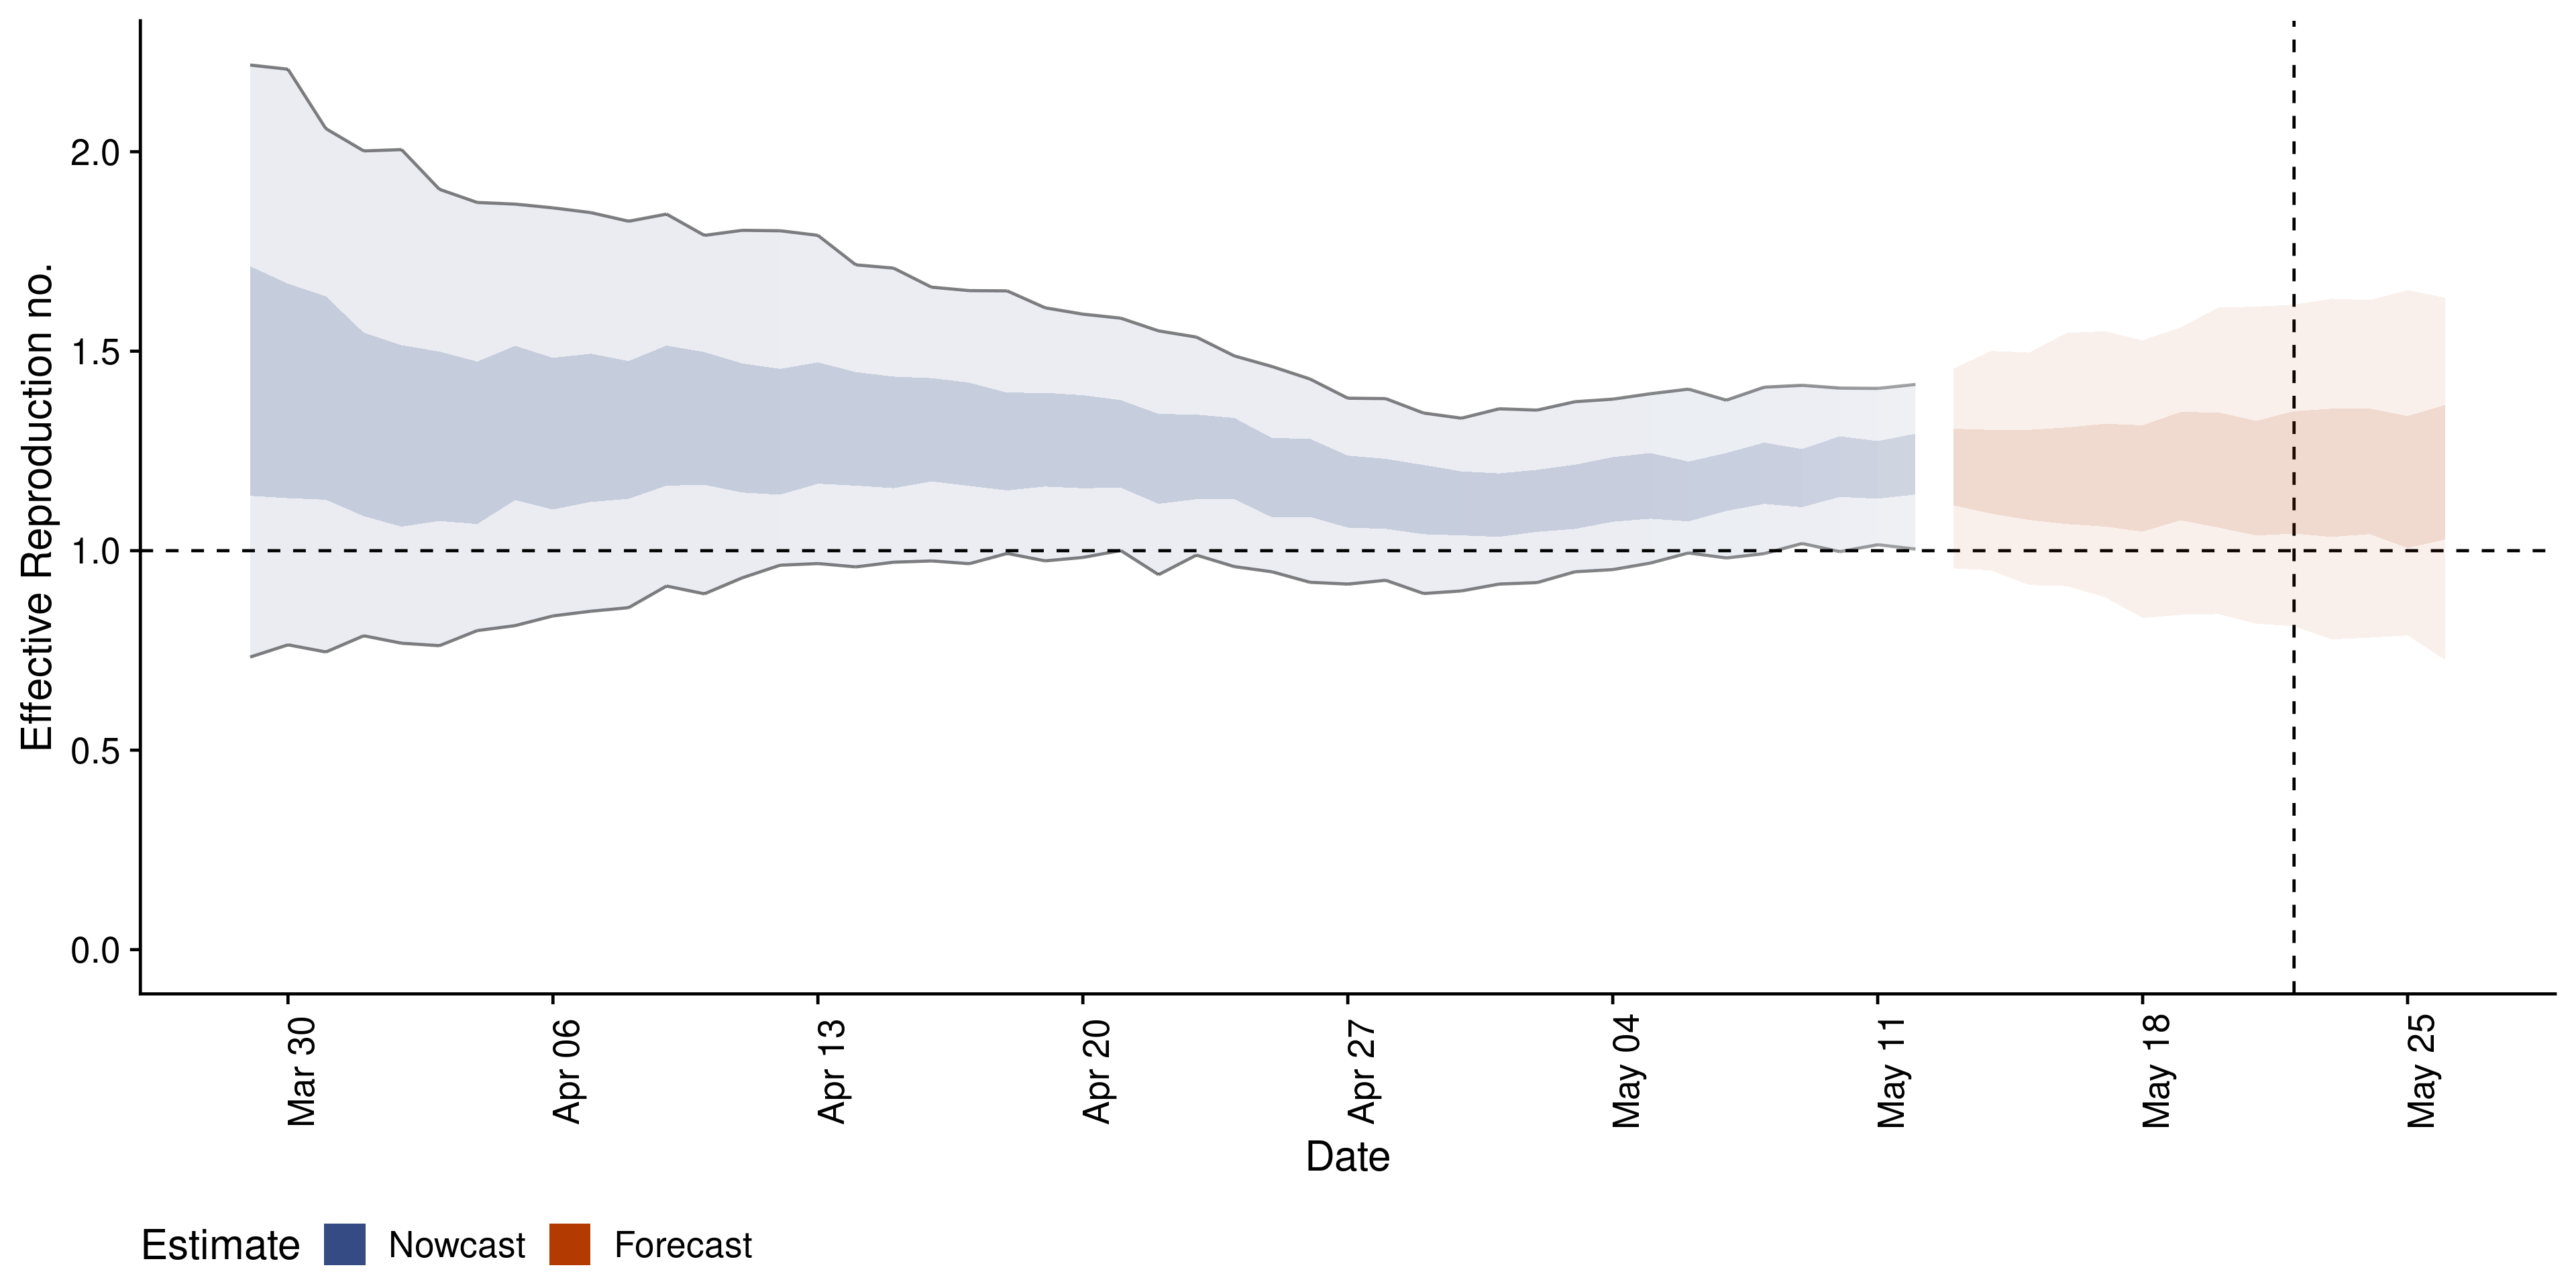 Effective Reproduction no.
2.0
1.5
1.0
0.5
0.0
Mar 30
Apr 06
Apr 13
Apr 20
Apr 27
May 04
May 11
May 18
May 25
Date
Estimate Nowcast Forecast